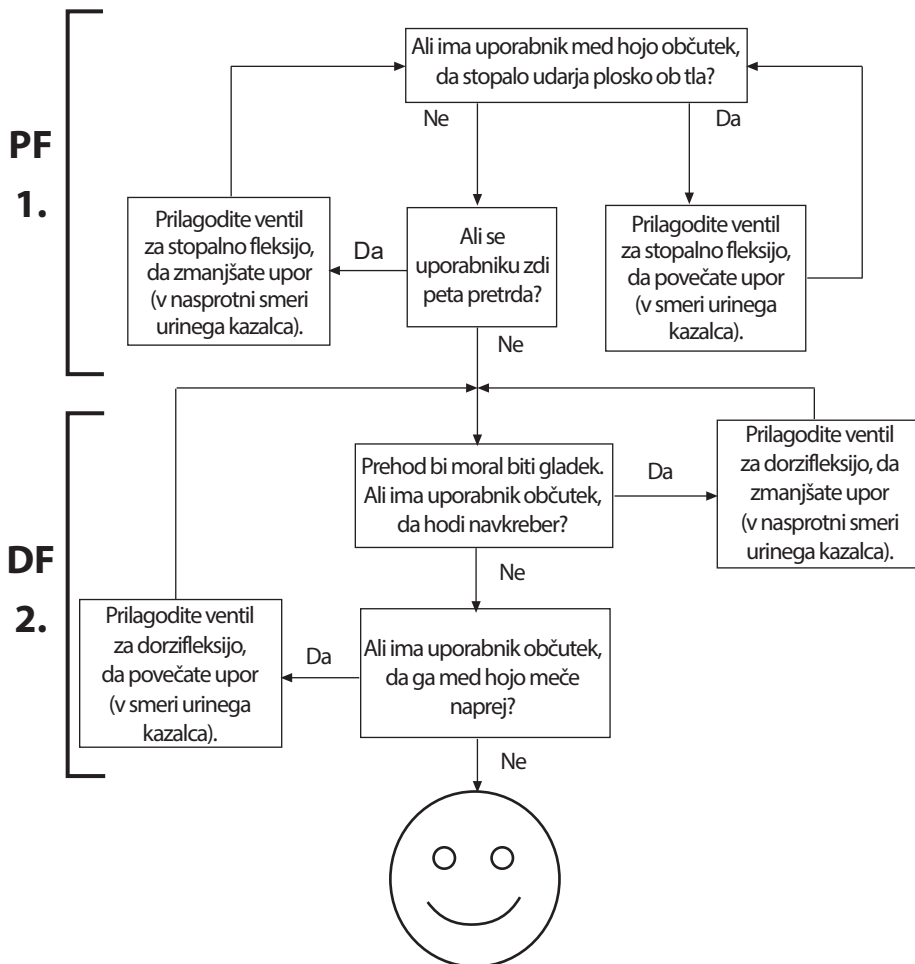 Ali ima uporabnik med hojo občutek,
da stopalo udarja plosko ob tla?
Ne
Da
PF
1.
Prilagodite ventil
za stopalno fleksijo,
da zmanjšate upor
(v nasprotni smeri
urinega kazalca).
Da
Ali se
uporabniku zdi
peta pretrda?
Prilagodite ventil
za stopalno fleksijo,
da povečate upor
(v smeri urinega
kazalca).
Ne
DF
2.
Prehod bi moral biti gladek.
Ali ima uporabnik občutek,
da hodi navkreber?
Da
Prilagodite ventil
za dorzifleksijo, da
zmanjšate upor
(v nasprotni smeri
urinega kazalca).
Ne
Prilagodite ventil
za dorzifleksijo,
da povečate upor
(v smeri urinega
kazalca).
Da
Ali ima uporabnik občutek,
da ga med hojo meče
naprej?
Ne